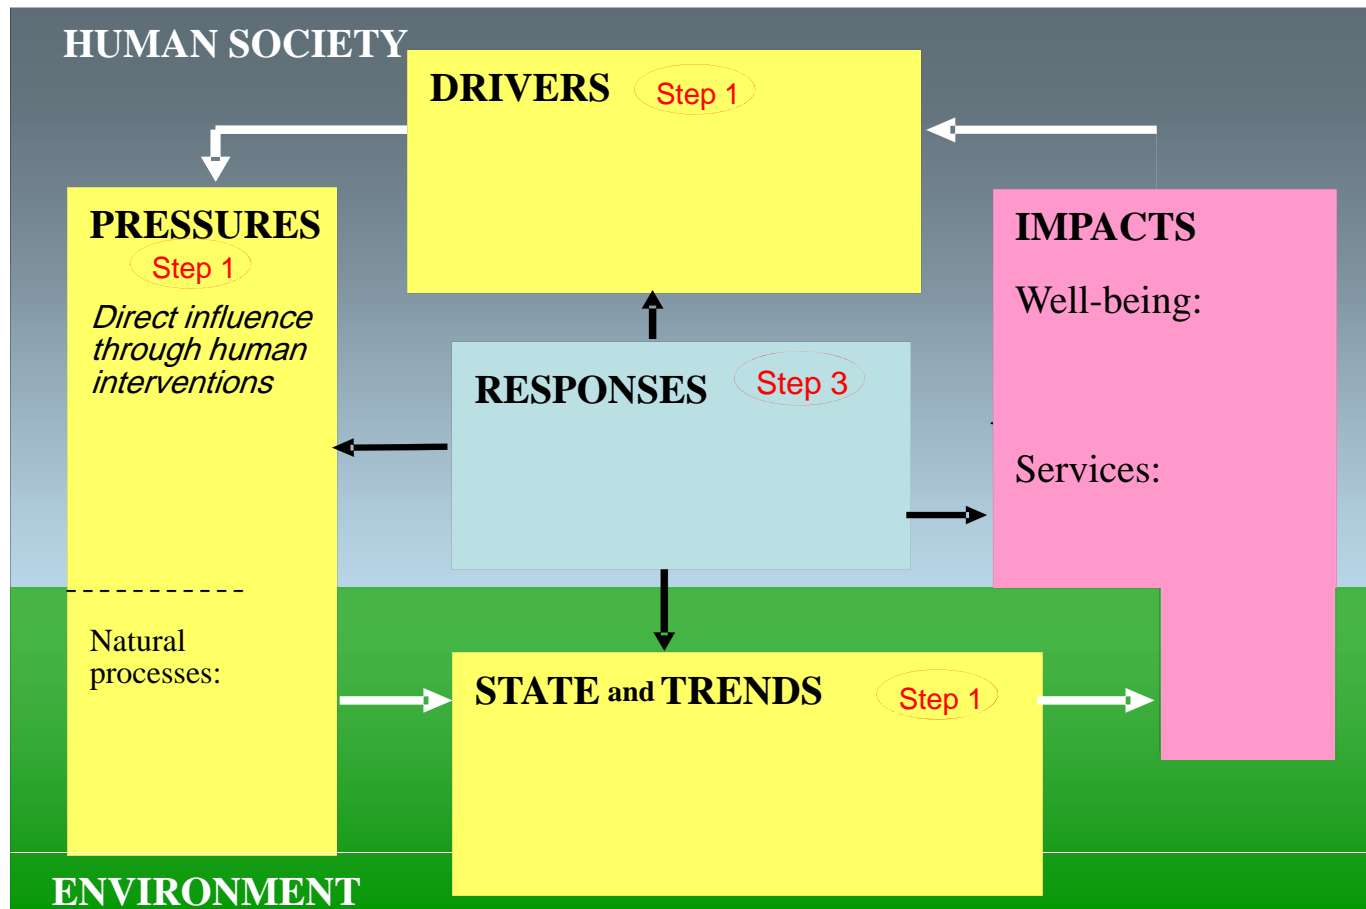 HUMAN SOCIETY
DRIVERS Step 1
PRESSURES
Step 1
Direct influence
through human
interventions
Natural
processes:
RESPONSES Step 3
IMPACTS
Well-being:
Services:
STATE and TRENDS Step 1
ENVIRONMENT